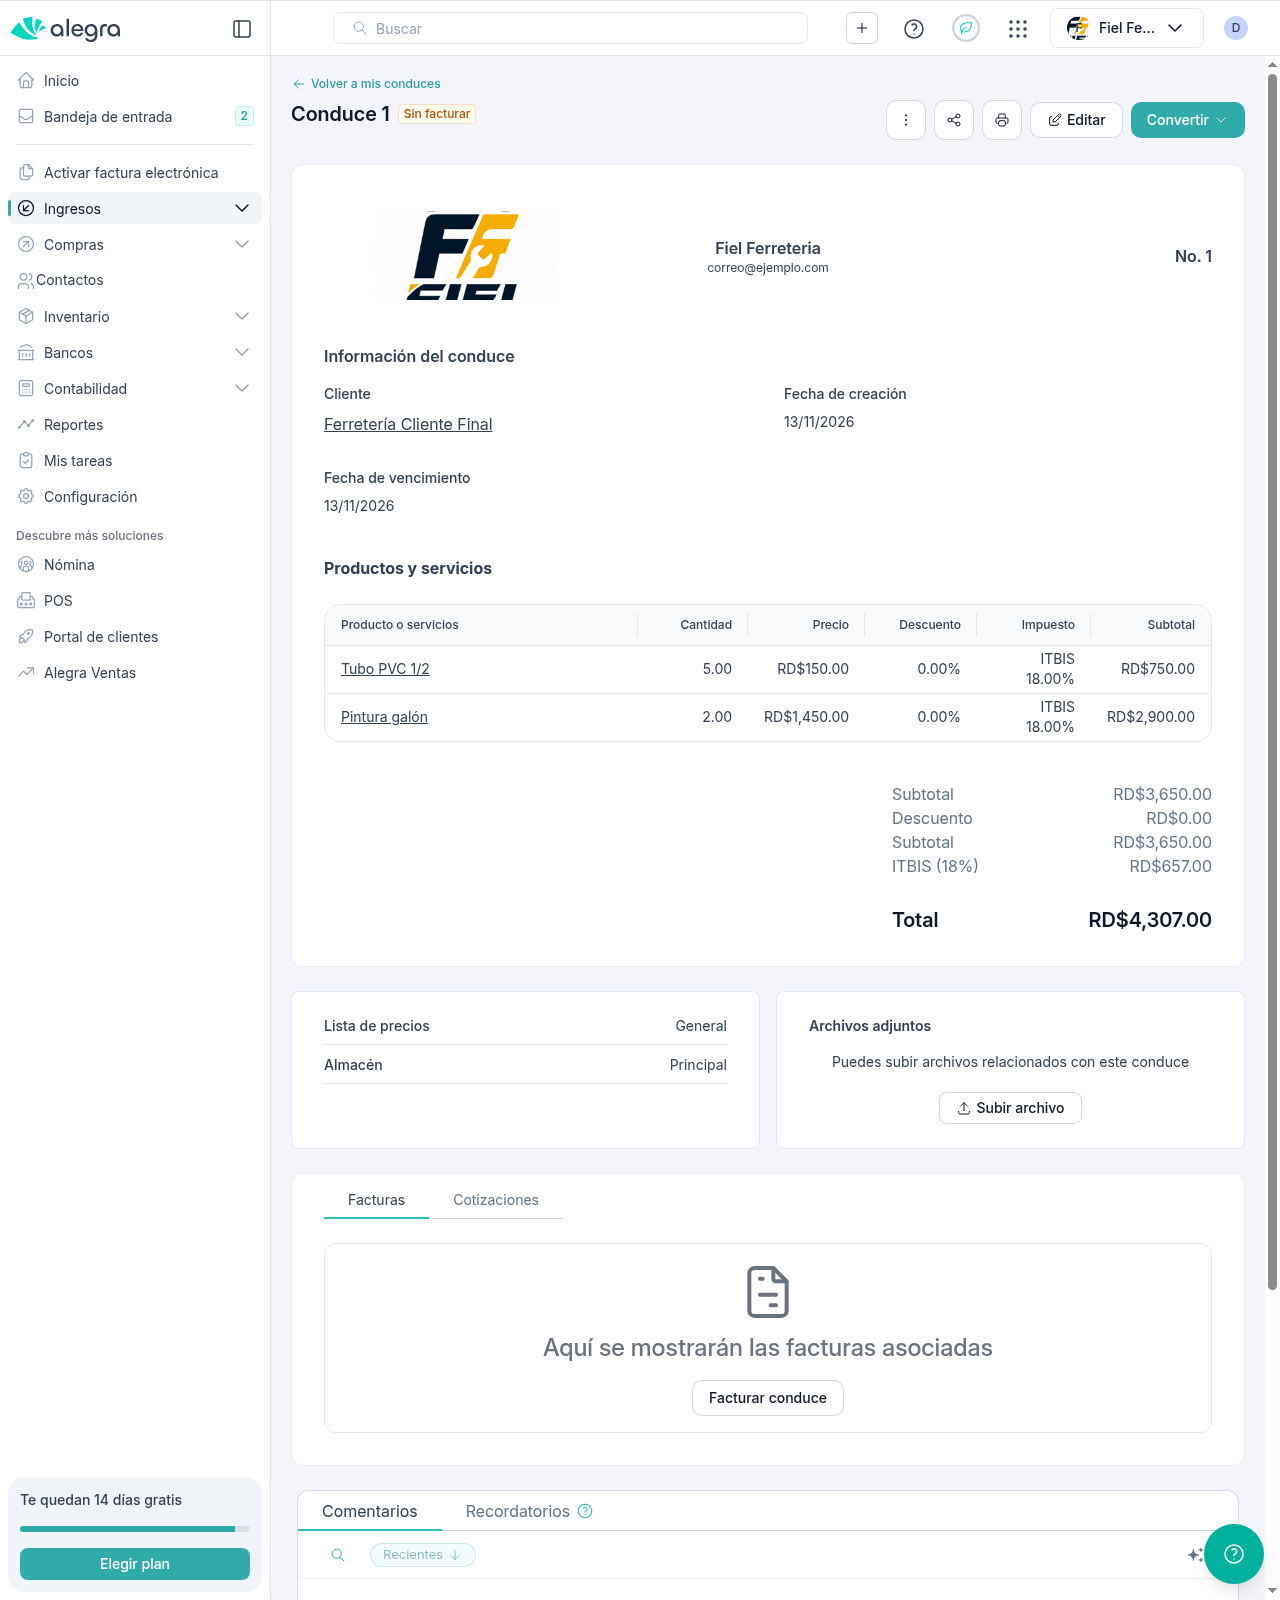 alegra
Buscar
Fiel Fe...
D
Inicio
Bandeja de entrada
2
Activar factura electrónica
Ingresos
Compras
Contactos
Inventario
Bancos
Contabilidad
Reportes
Mis tareas
Configuración
Descubre más soluciones
Nómina
POS
Portal de clientes
Alegra Ventas
Te quedan 14 días gratis
Elegir plan
Volver a mis conduces
Conduce 1
Sin facturar
Editar
Convertir
Fiel Ferreteria
correo@ejemplo.com
No. 1
Información del conduce
Cliente
Ferretería Cliente Final
Fecha de creación
13/11/2026
Fecha de vencimiento
13/11/2026
Productos y servicios
Producto o servicios Cantidad Precio Descuento Impuesto Subtotal
Tubo PVC 1/2 5.00 RD$150.00 0.00% ITBIS 18.00% RD$750.00
Pintura galón 2.00 RD$1,450.00 0.00% ITBIS 18.00% RD$2,900.00
Subtotal RD$3,650.00
Descuento RD$0.00
Subtotal RD$3,650.00
ITBIS (18%) RD$657.00
Total RD$4,307.00
Lista de precios General
Almacén Principal
Archivos adjuntos
Puedes subir archivos relacionados con este conduce
Subir archivo
Facturas Cotizaciones
Aquí se mostrarán las facturas asociadas
Facturar conduce
Comentarios Recordatorios
Recientes